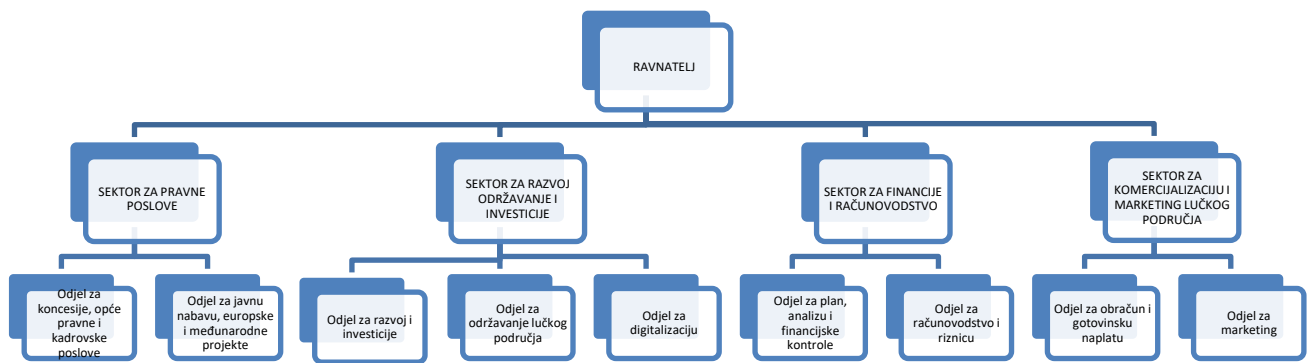 RAVNATELJ
SEKTOR ZA PRAVNE
POSLOVE
SEKTOR ZA RAZVOJ
ODRŽAVANJE I
INVESTICIJE
SEKTOR ZA FINANCIJE
I RAČUNOVODSTVO
SEKTOR ZA
KOMERCIJALIZACIJU I
MARKETING LUČKOG
PODRUČJA
Odjel za
koncesije, opće
pravne i
kadrovske
poslove
Odjel za javnu
nabavu, europske
i međunarodne
projekte
Odjel za razvoj i
investicije
Odjel za
održavanje lučkog
područja
Odjel za
digitalizaciju
Odjel za plan,
analizu i
financijske
kontrole
Odjel za
računovodstvo i
riznicu
Odjel za obračun i
gotovinsku
naplatu
Odjel za
marketing